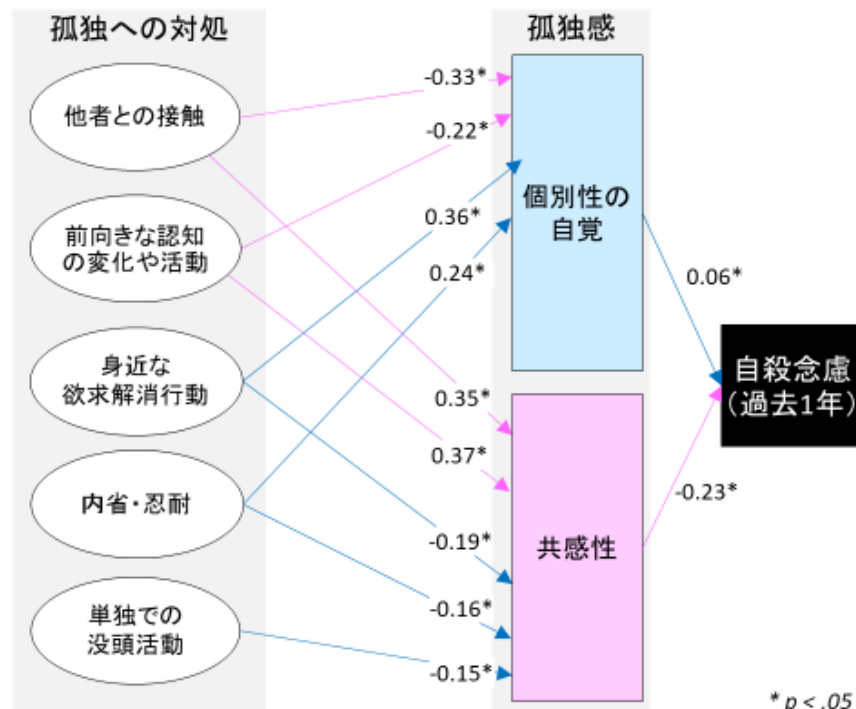 孤独への対処
孤独感
他者との接触
前向きな認知
の変化や活動
身近な
欲求解消行動
内省・忍耐
単独での
没頭活動
-0.33*
-0.22*
0.36*
0.24*
0.35*
0.37*
-0.19*
-0.16*
-0.15*
個別性の
自覚
共感性
0.06*
-0.23*
自殺念慮
(過去1年)
* p < .05